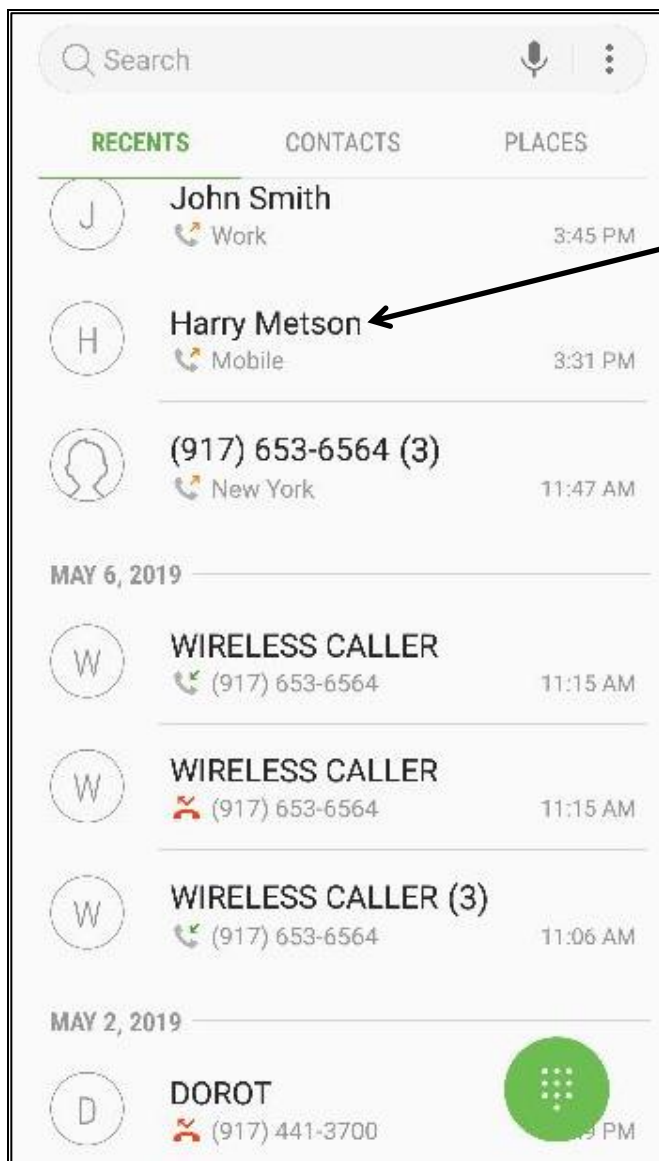 Search
RECENTS CONTACTS PLACES
J John Smith
Work 3:45 PM
H Harry Metson
Mobile 3:31 PM
(917) 653-6564 (3)
New York 11:47 AM
MAY 6, 2019
W WIRELESS CALLER
(917) 653-6564 11:15 AM
W WIRELESS CALLER
(917) 653-6564 11:15 AM
W WIRELESS CALLER (3)
(917) 653-6564 11:06 AM
MAY 2, 2019
D DOROT
(917) 441-3700 PM